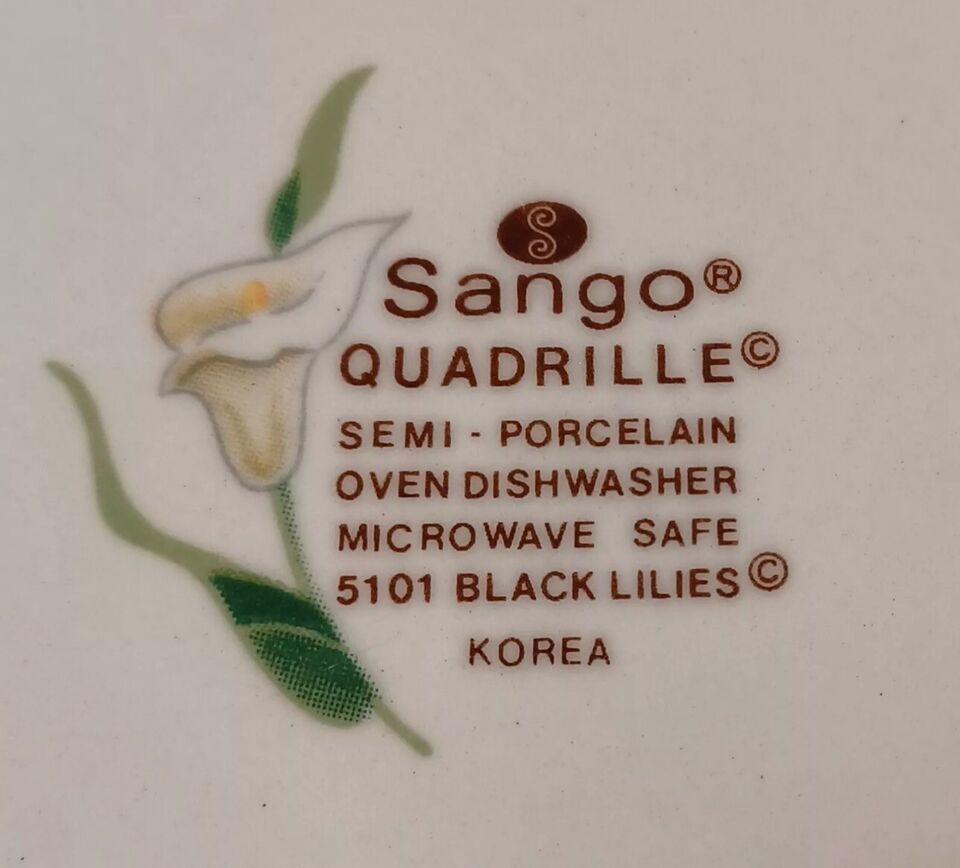 S
Sango®
QUADRILLE©
SEMI - PORCELAIN
OVEN DISHWASHER
MICROWAVE SAFE
5101 BLACK LILIES©
KOREA